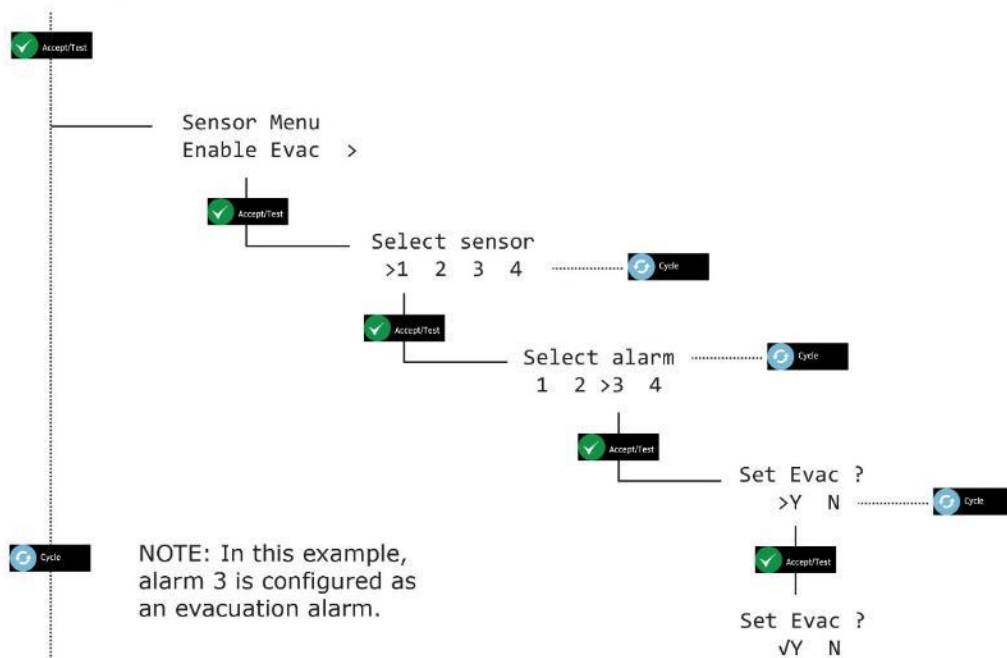 Accept/Test
Sensor Menu
Enable Evac >
Accept/Test
Select sensor
>1 2 3 4
Cycle
Accept/Test
Select alarm
Cycle
1 2 >3 4
Accept/Test
Set Evac ?
>Y N
Cycle
Cycle
NOTE: In this example,
alarm 3 is configured as
an evacuation alarm.
Accept/Test
Set Evac ?
√Y N